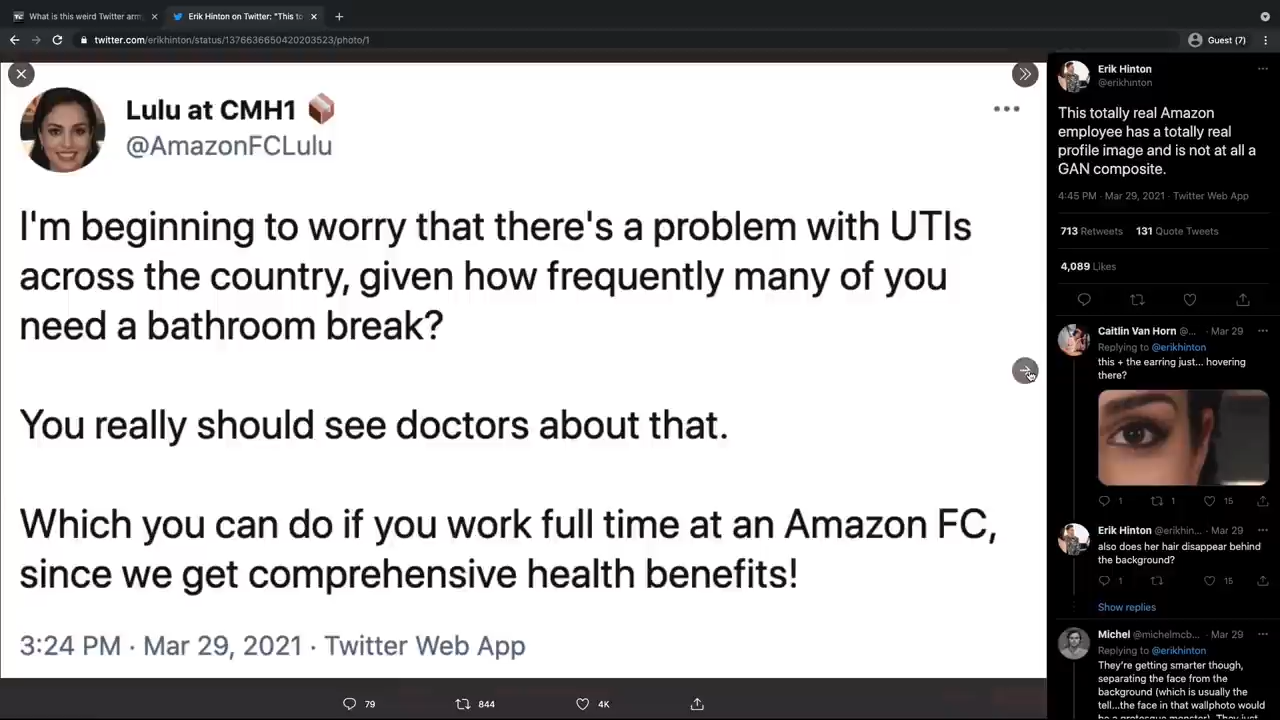 What is this weird Twitter arm
Erik Hinton on Twitter: "This to
twitter.com/erikhinton/status/1376636650420203523/photo/1
Guest (7)
Lulu at CMH1
@AmazonFCLulu
I'm beginning to worry that there's a problem with UTIs
across the country, given how frequently many of you
need a bathroom break?
You really should see doctors about that.
Which you can do if you work full time at an Amazon FC,
since we get comprehensive health benefits!
3:24 PM · Mar 29, 2021 · Twitter Web App
79
844
4K
Erik Hinton
@erikhinton
This totally real Amazon
employee has a totally real
profile image and is not at all a
GAN composite.
4:45 PM · Mar 29, 2021 · Twitter Web App
713 Retweets 131 Quote Tweets
4,089 Likes
Caitlin Van Horn @... · Mar 29
Replying to @erikhinton
this + the earring just... hovering
there?
1 1 15
Erik Hinton @erikhin... · Mar 29
also does her hair disappear behind
the background?
1 15
Show replies
Michel @michelmcb... · Mar 29
Replying to @erikhinton
They're getting smarter though,
separating the face from the
background (which is usually the
tell...the face in that wallphoto would
be a grotesque monster). They just